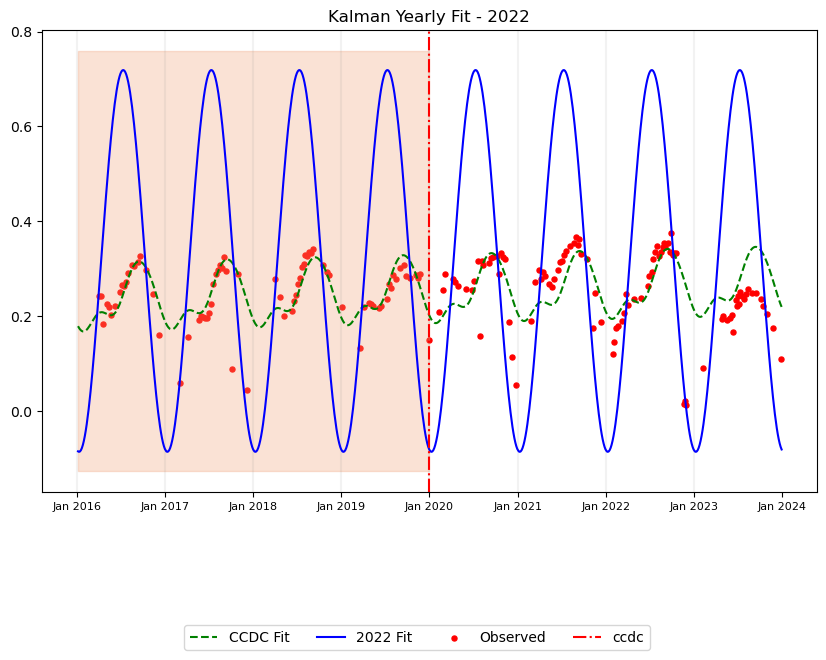 Kalman Yearly Fit - 2022
0.8
0.6
0.4
0.2
0.0
Jan 2016 Jan 2017 Jan 2018 Jan 2019 Jan 2020 Jan 2021 Jan 2022 Jan 2023 Jan 2024
CCDC Fit 2022 Fit Observed ccdc